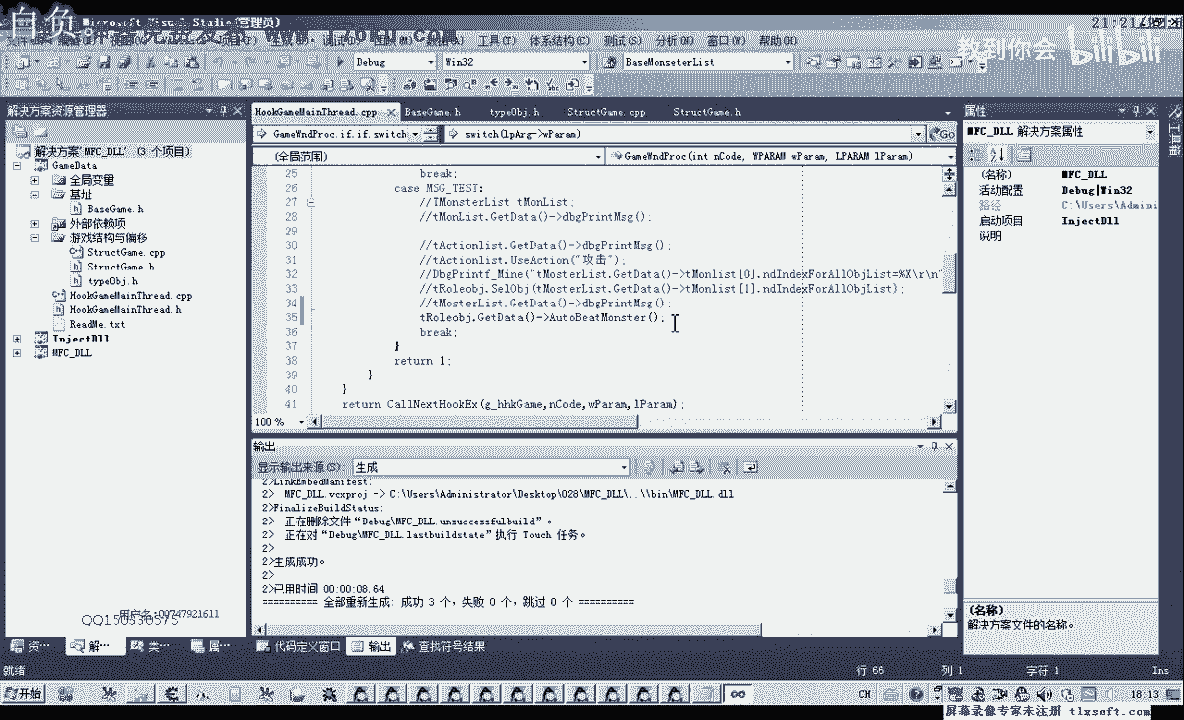 自负。
Microsoft Visual Studio(管理员)
www.1720ku.com
教到你会 bilibili
工具(T) 体系结构(C) 测试(S) 分析(N) 窗口(W) 帮助(H)
Debug Win32 BaseMonseterList
解决方案资源管理器
解决方案"MFC_DLL" (3 个项目)
GameData
全局变量
基址
BaseGame.h
外部依赖项
游戏结构与偏移
StructGame.cpp
StructGame.h
typeObj.h
HookGameMainThread.cpp
HookGameMainThread.h
ReadMe.txt
InjectDll
MFC_DLL
HookGameMainThread.cpp BaseGame.h typeObj.h StructGame.cpp StructGame.h
GameWndProc.if.if.switch switch(lpArg->wParam) Go
(全局范围) GameWndProc(int nCode, WPARAM wParam, LPARAM lParam)
25 break;
26 case MSG_TEST:
27 //TMonsterList tMonList;
28 //tMonList.GetData()->dbgPrintMsg();
29
30 //tActionlist.GetData()->dbgPrintMsg();
31 //tActionlist.UseAction("攻击");
32 //DbgPrintf_Mine("tMosterList.GetData()->tMonlist[0].ndIndexForAllObjList=%X\r\n"
33 //tRoleobj.SelObj(tMosterList.GetData()->tMonlist[1].ndIndexForAllObjList);
34 //tMosterList.GetData()->dbgPrintMsg();
35 tRoleobj.GetData()->AutoBeatMonster();
36 break;
37 }
38 return 1;
39 }
40 }
41 return CallNextHookEx(g_hhkGame,nCode,wParam,lParam);
100 %
输出
显示输出来源(S): 生成
2>LinkEmbedManifest:
2> MFC_DLL.vcxproj -> C:\Users\Administrator\Desktop\028\MFC_DLL\..\\bin\MFC_DLL.dll
2>FinalizeBuildStatus:
2> 正在删除文件"Debug\MFC_DLL.unsuccessfulbuild"。
2> 正在对"Debug\MFC_DLL.lastbuildstate"执行 Touch 任务。
2>
2>生成成功。
2>
2>已用时间 00:00:08.64
========== 全部重新生成: 成功 3 个，失败 0 个，跳过 0 个 ==========
属性
MFC_DLL 解决方案属性
(名称) MFC_DLL
活动配置 Debug|Win32
路径 C:\Users\Admini
启动项目 InjectDll
说明
(名称)
解决方案文件的名称。
工具箱
资… 解… 类… 属…
代码定义窗口 输出 查找符号结果
就绪 行 66 列 1 字符 1 Ins
开始 CH 18:13
屏幕录像专家未注册 tlxsoft.com